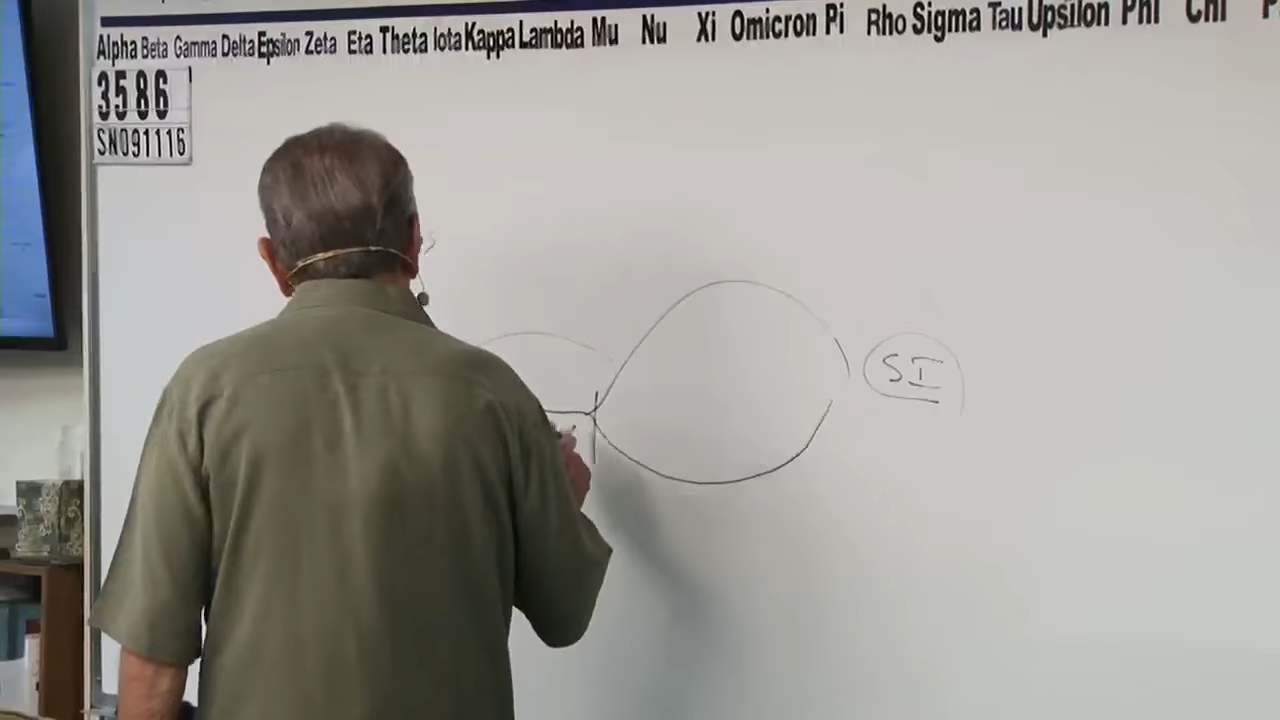 Alpha Beta Gamma Delta Epsilon Zeta Eta Theta Iota Kappa Lambda Mu Nu Xi Omicron Pi Rho Sigma Tau Upsilon Phi Chi
3586
SN091116
SI